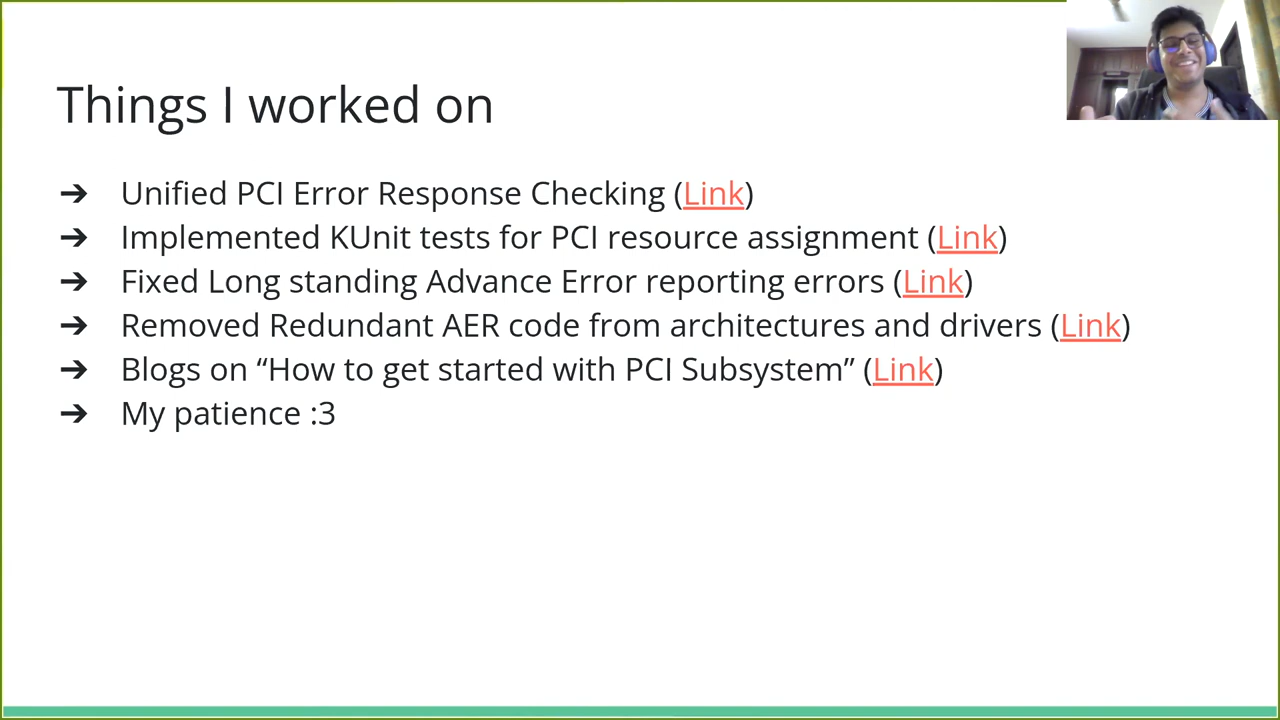 Things I worked on
➔ Unified PCI Error Response Checking (Link)
➔ Implemented KUnit tests for PCI resource assignment (Link)
➔ Fixed Long standing Advance Error reporting errors (Link)
➔ Removed Redundant AER code from architectures and drivers (Link)
➔ Blogs on “How to get started with PCI Subsystem” (Link)
➔ My patience :3